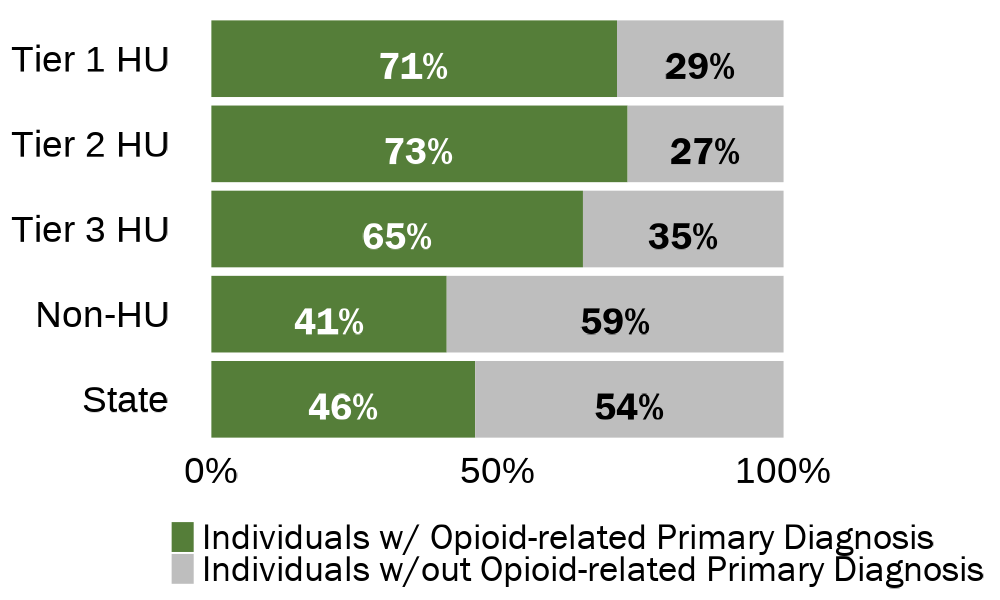 Tier 1 HU 71% 29%
Tier 2 HU 73% 27%
Tier 3 HU 65% 35%
Non-HU 41% 59%
State 46% 54%
0% 50% 100%
Individuals w/ Opioid-related Primary Diagnosis
Individuals w/out Opioid-related Primary Diagnosis